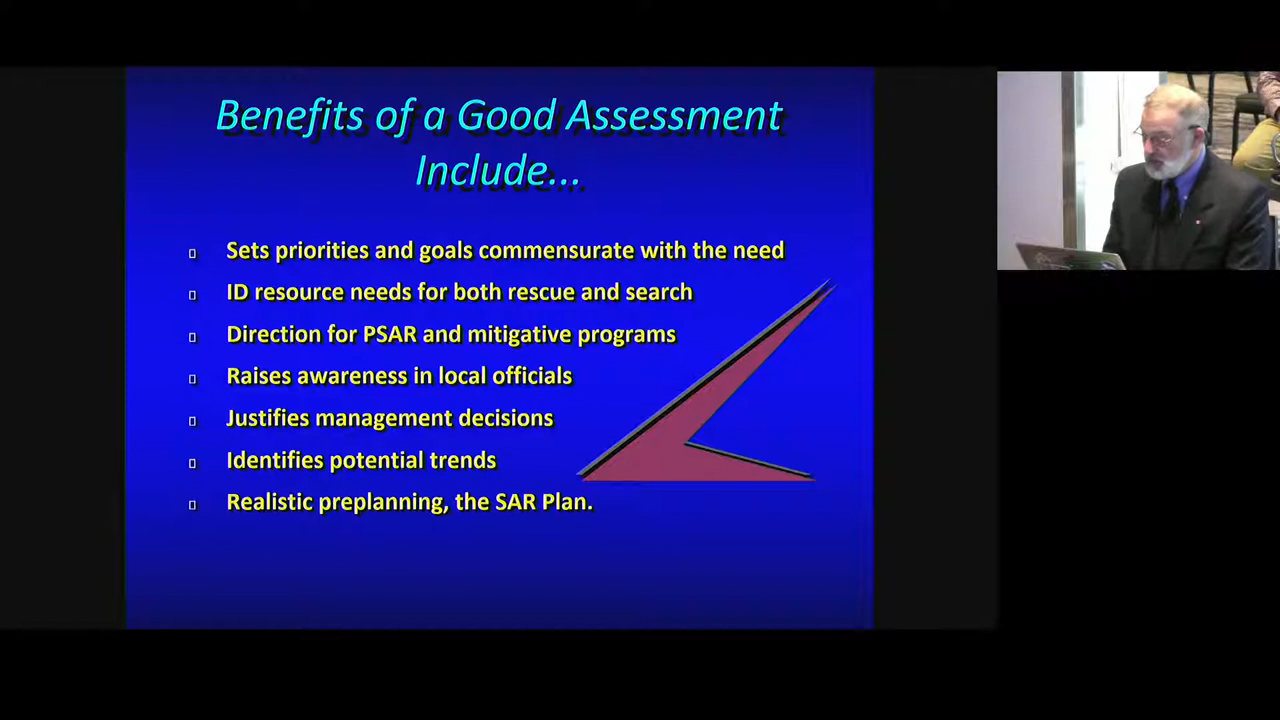 Benefits of a Good Assessment
Include...
Sets priorities and goals commensurate with the need
ID resource needs for both rescue and search
Direction for PSAR and mitigative programs
Raises awareness in local officials
Justifies management decisions
Identifies potential trends
Realistic preplanning, the SAR Plan.